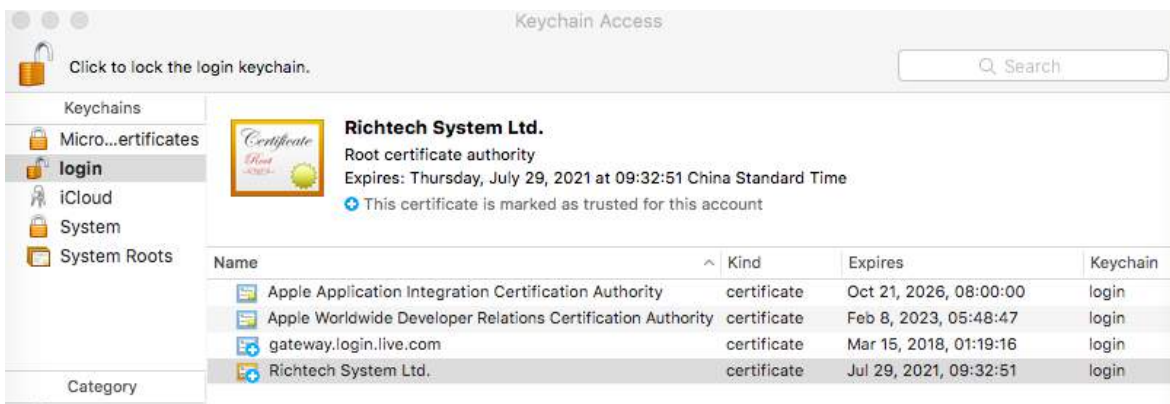 Keychain Access
Click to lock the login keychain.
Search
Keychains
Micro...ertificates
login
iCloud
System
System Roots
Category
Certificate
Root
Richtech System Ltd.
Root certificate authority
Expires: Thursday, July 29, 2021 at 09:32:51 China Standard Time
This certificate is marked as trusted for this account
Name Kind Expires Keychain
Apple Application Integration Certification Authority certificate Oct 21, 2026, 08:00:00 login
Apple Worldwide Developer Relations Certification Authority certificate Feb 8, 2023, 05:48:47 login
gateway.login.live.com certificate Mar 15, 2018, 01:19:16 login
Richtech System Ltd. certificate Jul 29, 2021, 09:32:51 login